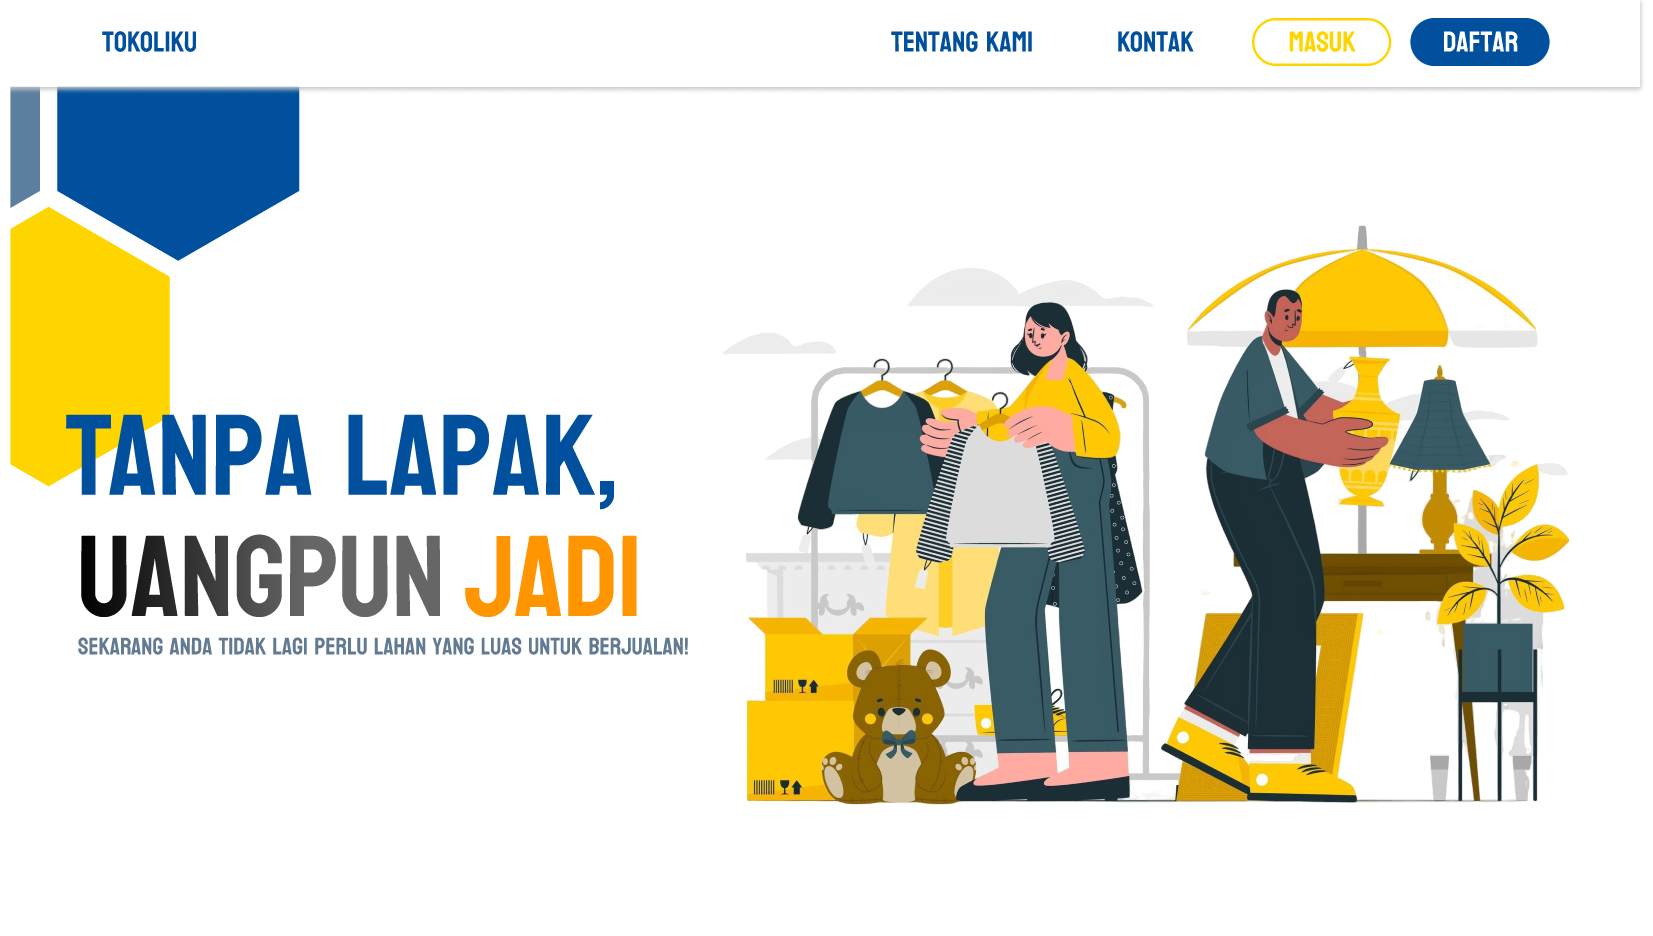 TOKOLIKU
TENTANG KAMI
KONTAK
MASUK
DAFTAR
TANPA LAPAK,
UANGPUN JADI
SEKARANG ANDA TIDAK LAGI PERLU LAHAN YANG LUAS UNTUK BERJUALAN!